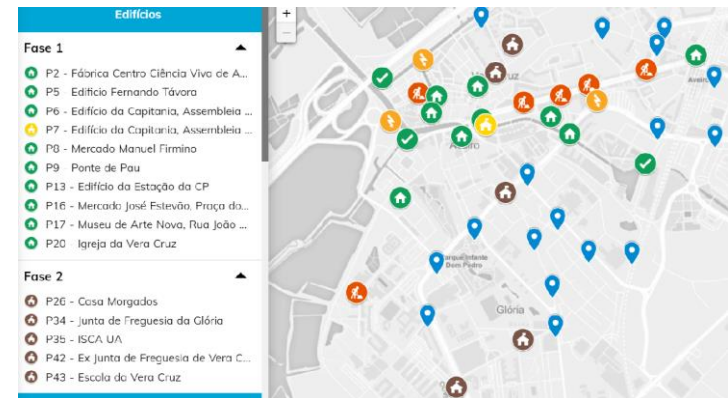 Edifícios
Fase 1
P2 - Fábrica Centro Ciência Viva de A...
P5 - Edifício Fernando Távora
P6 - Edifício da Capitania, Assembleia ...
P7 - Edifício da Capitania, Assembleia ...
P8 - Mercado Manuel Firmino
P9 - Ponte de Pau
P13 - Edifício da Estação da CP
P16 - Mercado José Estevão, Praça do...
P17 - Museu de Arte Nova, Rua João ...
P20 - Igreja da Vera Cruz
Fase 2
P26 - Casa Morgados
P34 - Junta de Freguesia da Glória
P35 - ISCA UA
P42 - Ex Junta de Freguesia de Vera C...
P43 - Escola da Vera Cruz
+
−
Cruz
Aveiro
Aveiro
Parque Infante
Dom Pedro
Glória